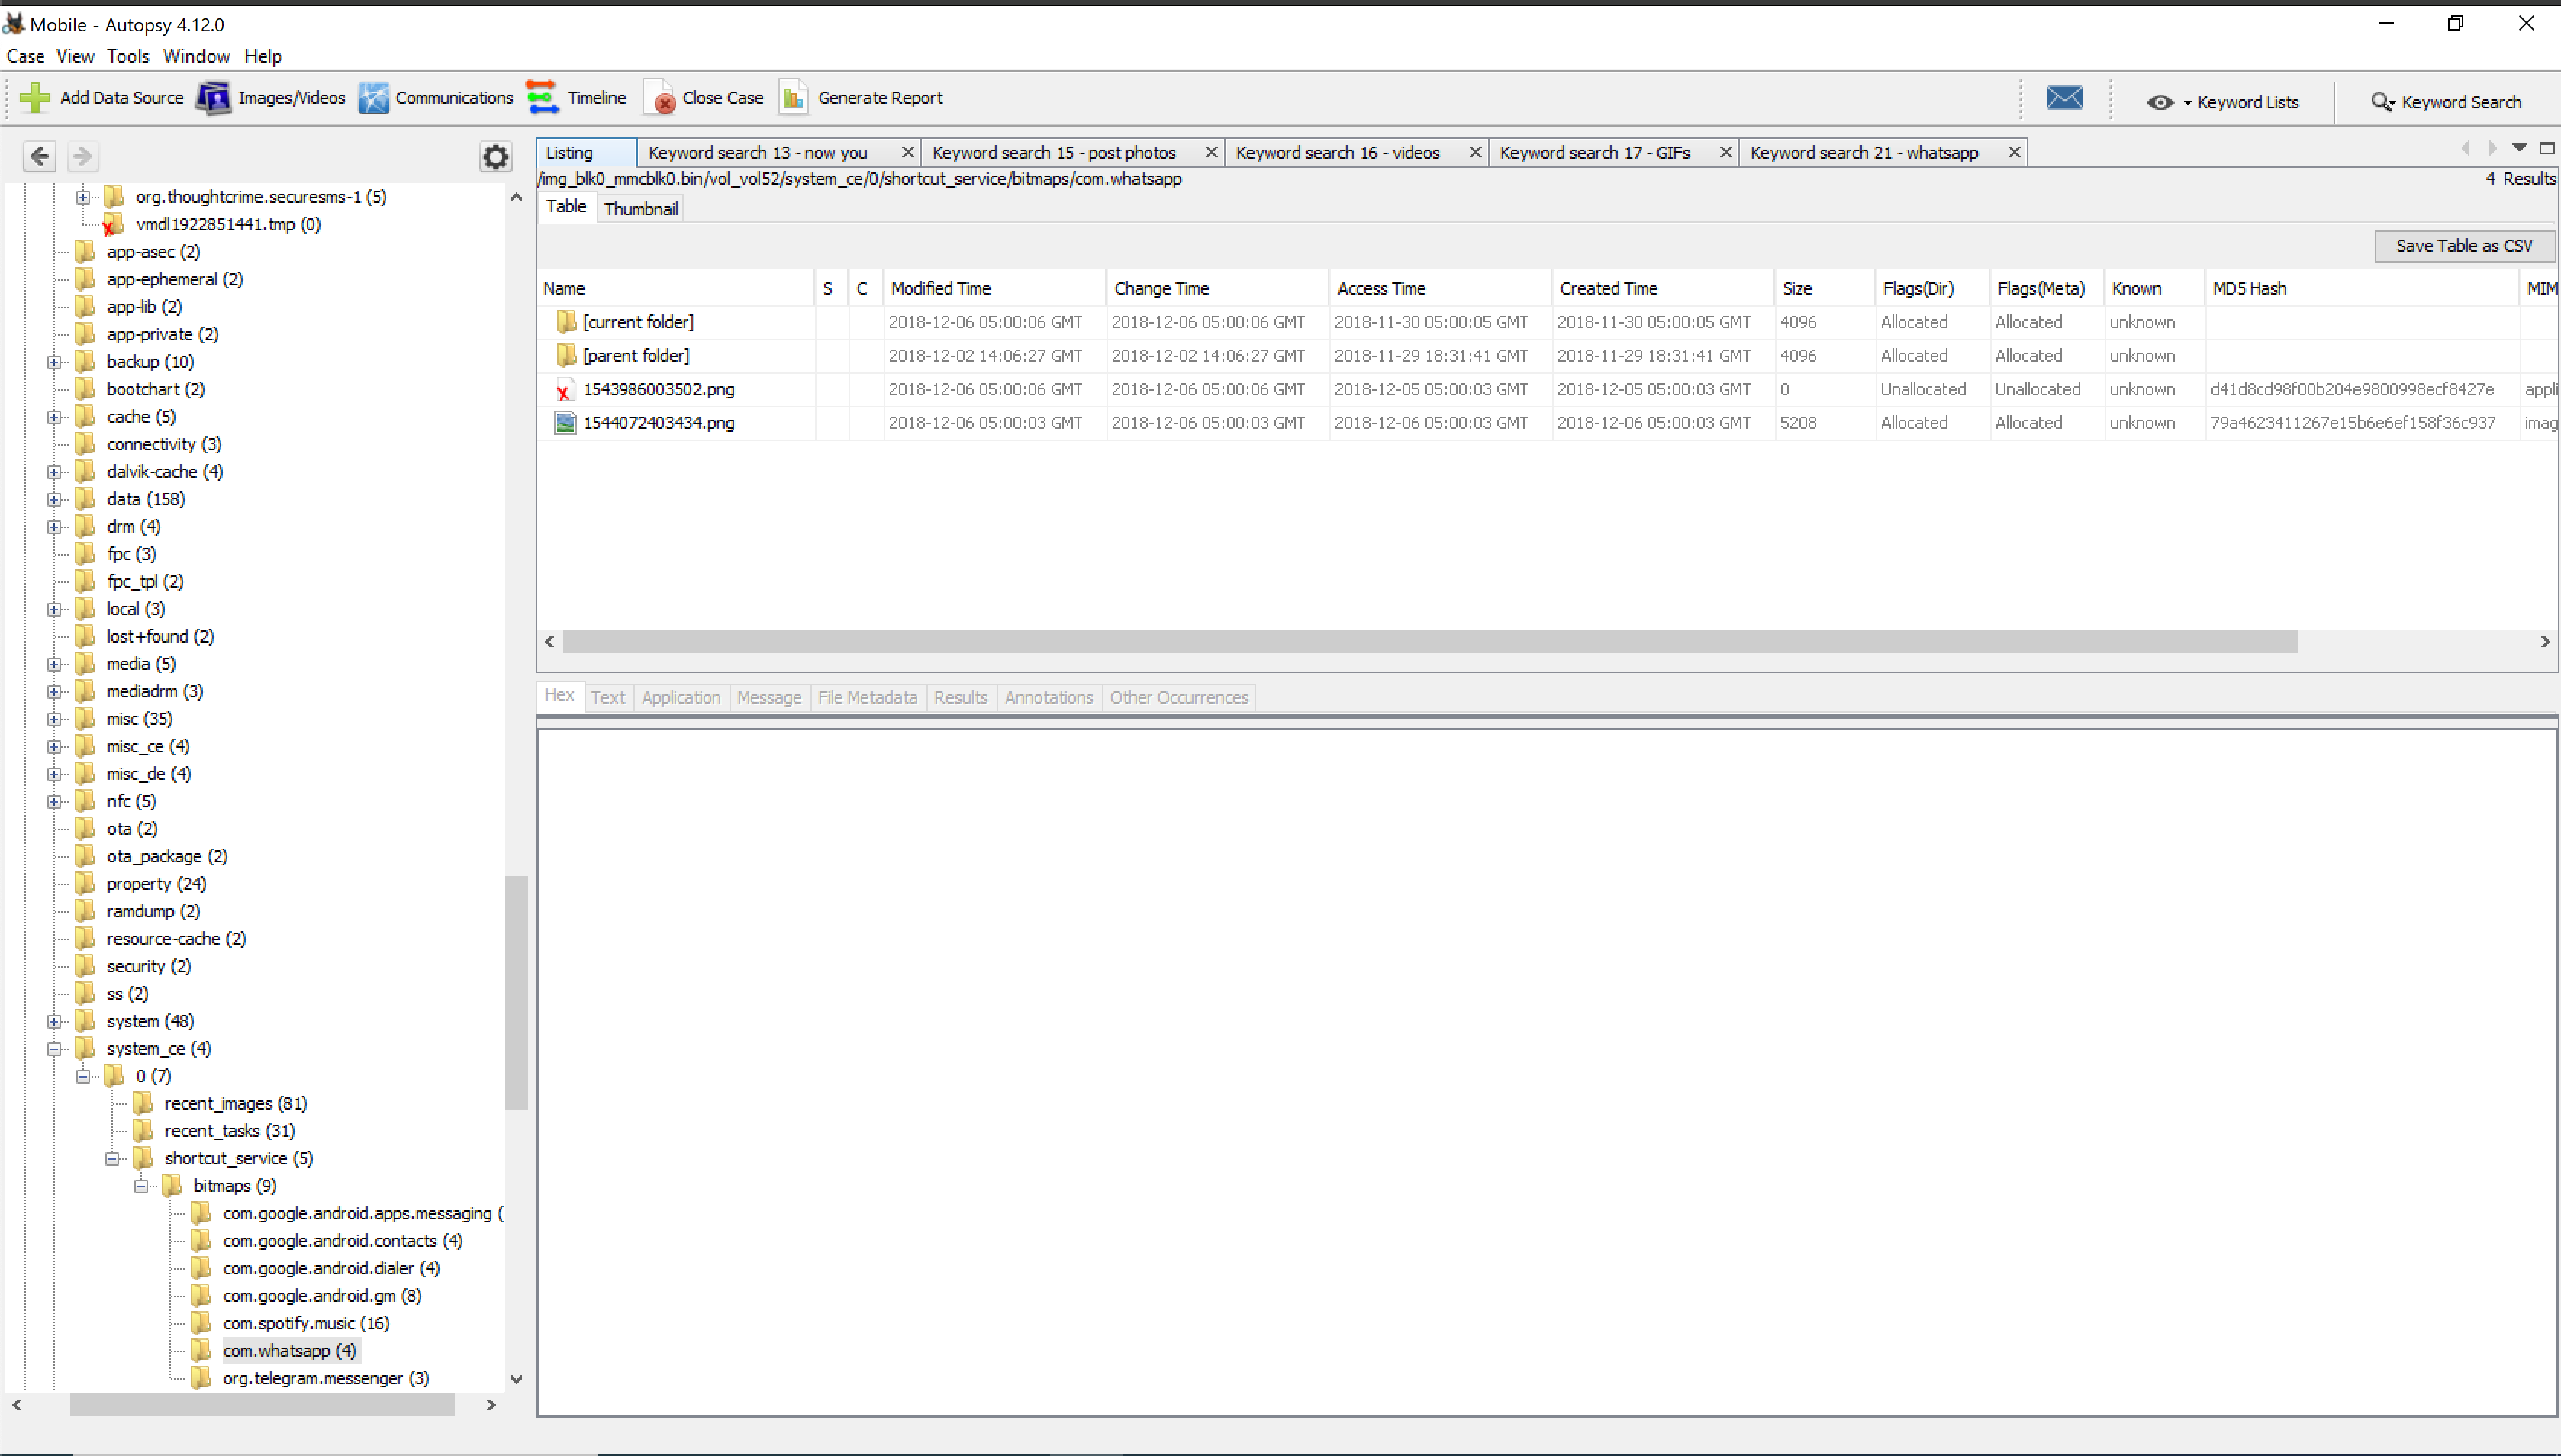 Mobile - Autopsy 4.12.0
Case View Tools Window Help
Add Data Source Images/Videos Communications Timeline Close Case Generate Report Keyword Lists Keyword Search
Listing Keyword search 13 - now you Keyword search 15 - post photos Keyword search 16 - videos Keyword search 17 - GIFs Keyword search 21 - whatsapp
/img_blk0_mmcblk0.bin/vol_vol52/system_ce/0/shortcut_service/bitmaps/com.whatsapp 4 Results
Table Thumbnail
Save Table as CSV
Name S C Modified Time Change Time Access Time Created Time Size Flags(Dir) Flags(Meta) Known MD5 Hash MIM
[current folder] 2018-12-06 05:00:06 GMT 2018-12-06 05:00:06 GMT 2018-11-30 05:00:05 GMT 2018-11-30 05:00:05 GMT 4096 Allocated Allocated unknown
[parent folder] 2018-12-02 14:06:27 GMT 2018-12-02 14:06:27 GMT 2018-11-29 18:31:41 GMT 2018-11-29 18:31:41 GMT 4096 Allocated Allocated unknown
1543986003502.png 2018-12-06 05:00:06 GMT 2018-12-06 05:00:06 GMT 2018-12-05 05:00:03 GMT 2018-12-05 05:00:03 GMT 0 Unallocated Unallocated unknown d41d8cd98f00b204e9800998ecf8427e appli
1544072403434.png 2018-12-06 05:00:03 GMT 2018-12-06 05:00:03 GMT 2018-12-06 05:00:03 GMT 2018-12-06 05:00:03 GMT 5208 Allocated Allocated unknown 79a4623411267e15b6e6ef158f36c937 imag
Hex Text Application Message File Metadata Results Annotations Other Occurrences
org.thoughtcrime.securesms-1 (5)
vmdl1922851441.tmp (0)
app-asec (2)
app-ephemeral (2)
app-lib (2)
app-private (2)
backup (10)
bootchart (2)
cache (5)
connectivity (3)
dalvik-cache (4)
data (158)
drm (4)
fpc (3)
fpc_tpl (2)
local (3)
lost+found (2)
media (5)
mediadrm (3)
misc (35)
misc_ce (4)
misc_de (4)
nfc (5)
ota (2)
ota_package (2)
property (24)
ramdump (2)
resource-cache (2)
security (2)
ss (2)
system (48)
system_ce (4)
0 (7)
recent_images (81)
recent_tasks (31)
shortcut_service (5)
bitmaps (9)
com.google.android.apps.messaging (
com.google.android.contacts (4)
com.google.android.dialer (4)
com.google.android.gm (8)
com.spotify.music (16)
com.whatsapp (4)
org.telegram.messenger (3)